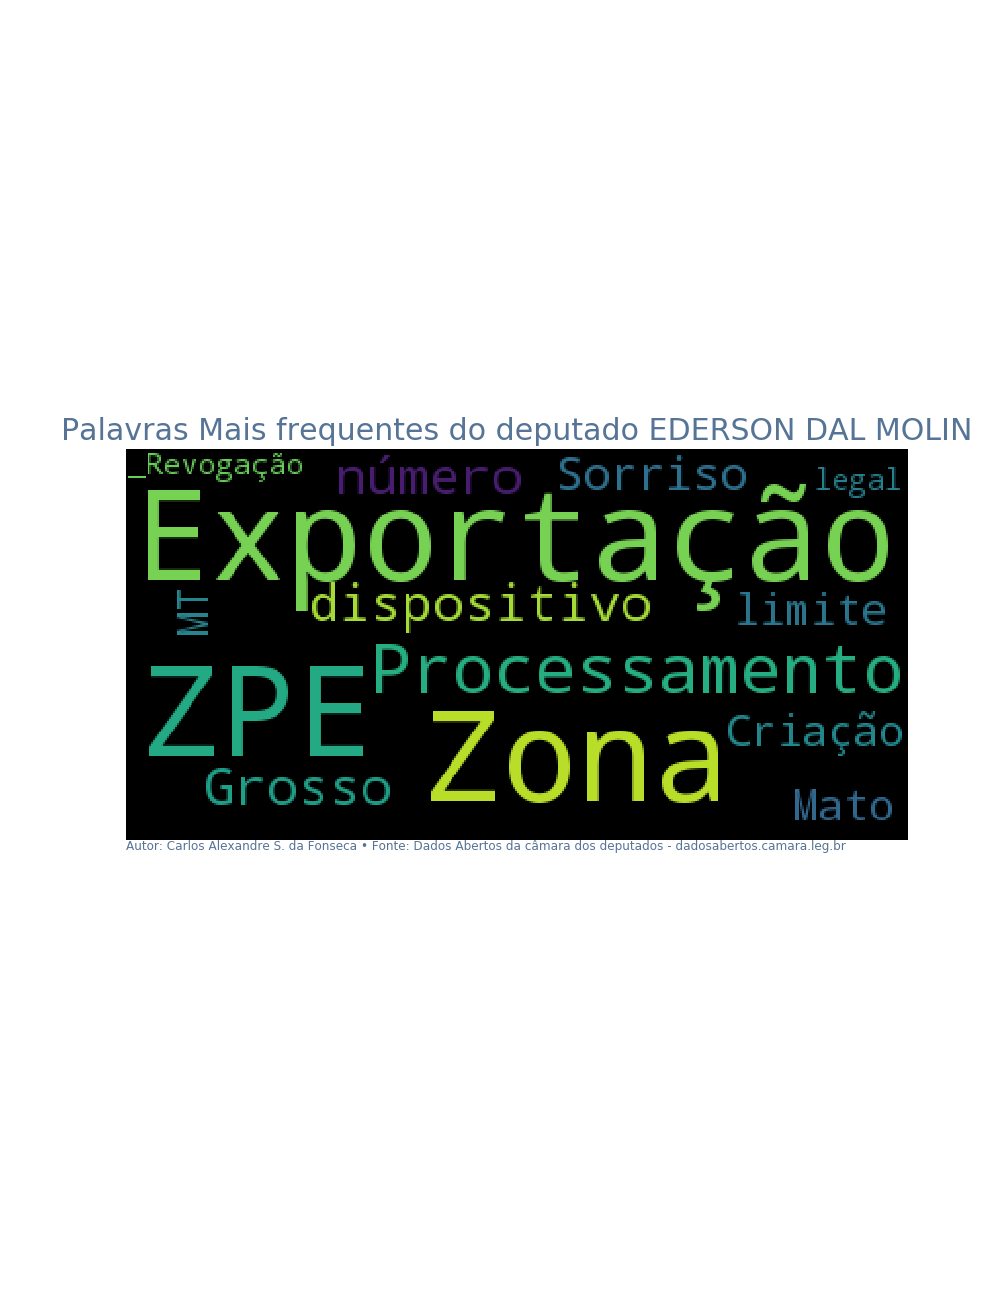 Palavras Mais frequentes do deputado EDERSON DAL MOLIN
_Revogação
número
Sorriso
legal
Exportação
MT
dispositivo
limite
ZPE
Processamento
Zona
Criação
Grosso
Mato
Autor: Carlos Alexandre S. da Fonseca • Fonte: Dados Abertos da câmara dos deputados - dadosabertos.camara.leg.br